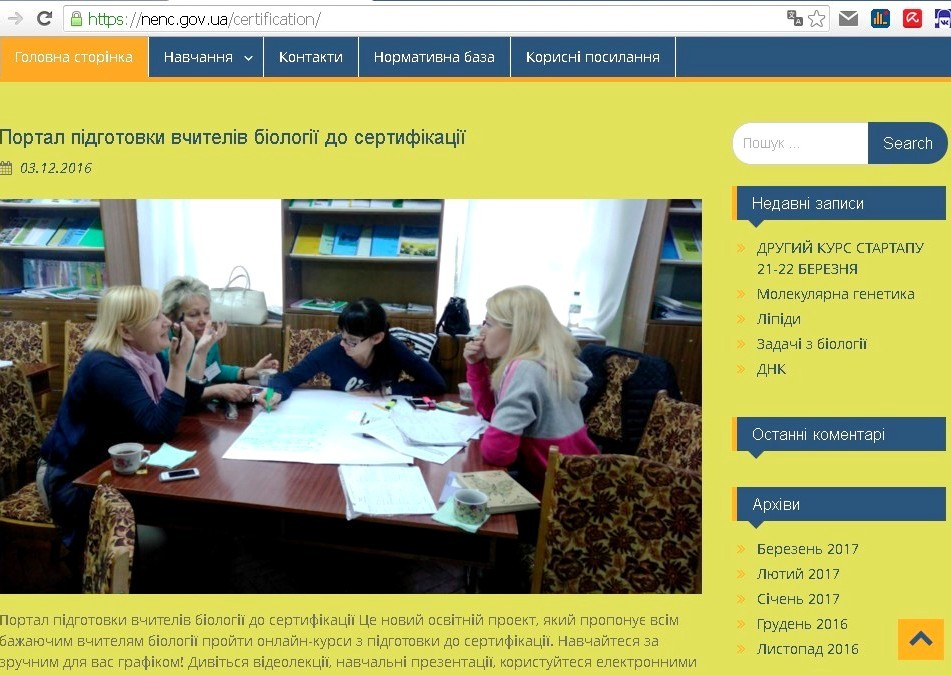 https://nenc.gov.ua/certification/
Головна сторінка
Навчання
Контакти
Нормативна база
Корисні посилання
Портал підготовки вчителів біології до сертифікації
03.12.2016
Пошук ...
Search
Недавні записи
ДРУГИЙ КУРС СТАРТАПУ
21-22 БЕРЕЗНЯ
Молекулярна генетика
Ліпіди
Задачі з біології
ДНК
Останні коментарі
Архіви
Березень 2017
Лютий 2017
Січень 2017
Грудень 2016
Листопад 2016
Портал підготовки вчителів біології до сертифікації Це новий освітній проект, який пропонує всім
бажаючим вчителям біології пройти онлайн-курси з підготовки до сертифікації. Навчайтеся за
зручним для вас графіком! Дивіться відеолекції, навчальні презентації, користуйтеся електронними